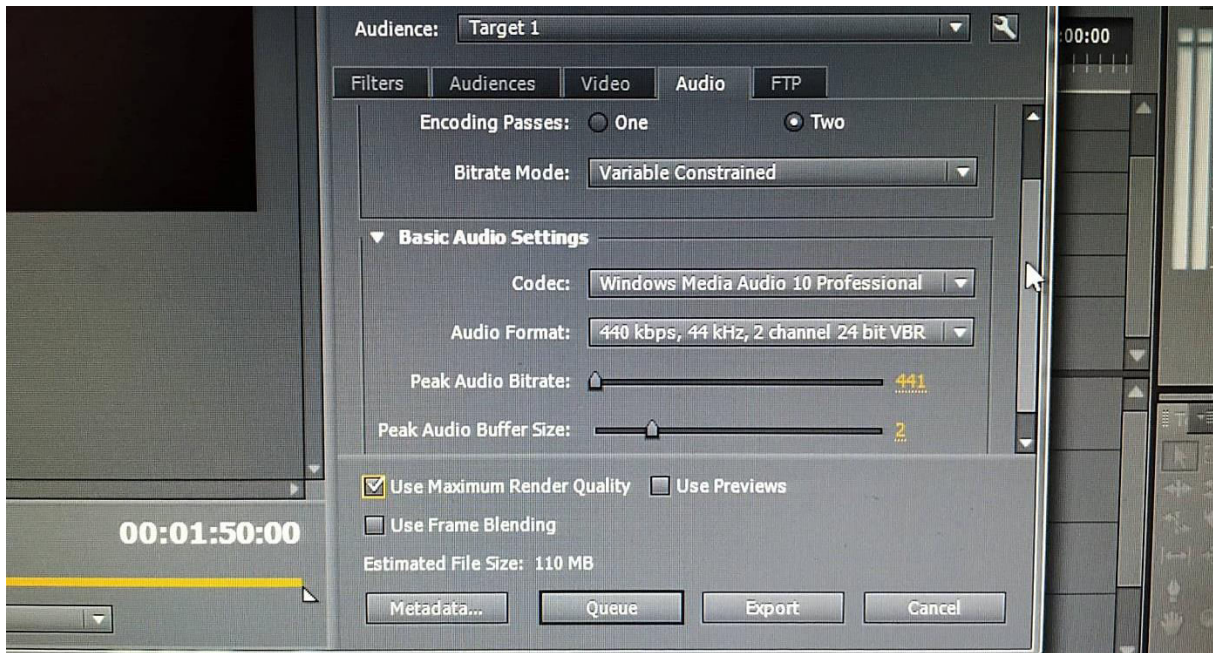 Audience: Target 1
:00:00
Filters Audiences Video Audio FTP
Encoding Passes: One Two
Bitrate Mode: Variable Constrained
Basic Audio Settings
Codec: Windows Media Audio 10 Professional
Audio Format: 440 kbps, 44 kHz, 2 channel 24 bit VBR
Peak Audio Bitrate: 441
Peak Audio Buffer Size: 2
Use Maximum Render Quality Use Previews
00:01:50:00
Use Frame Blending
Estimated File Size: 110 MB
Metadata... Queue Export Cancel